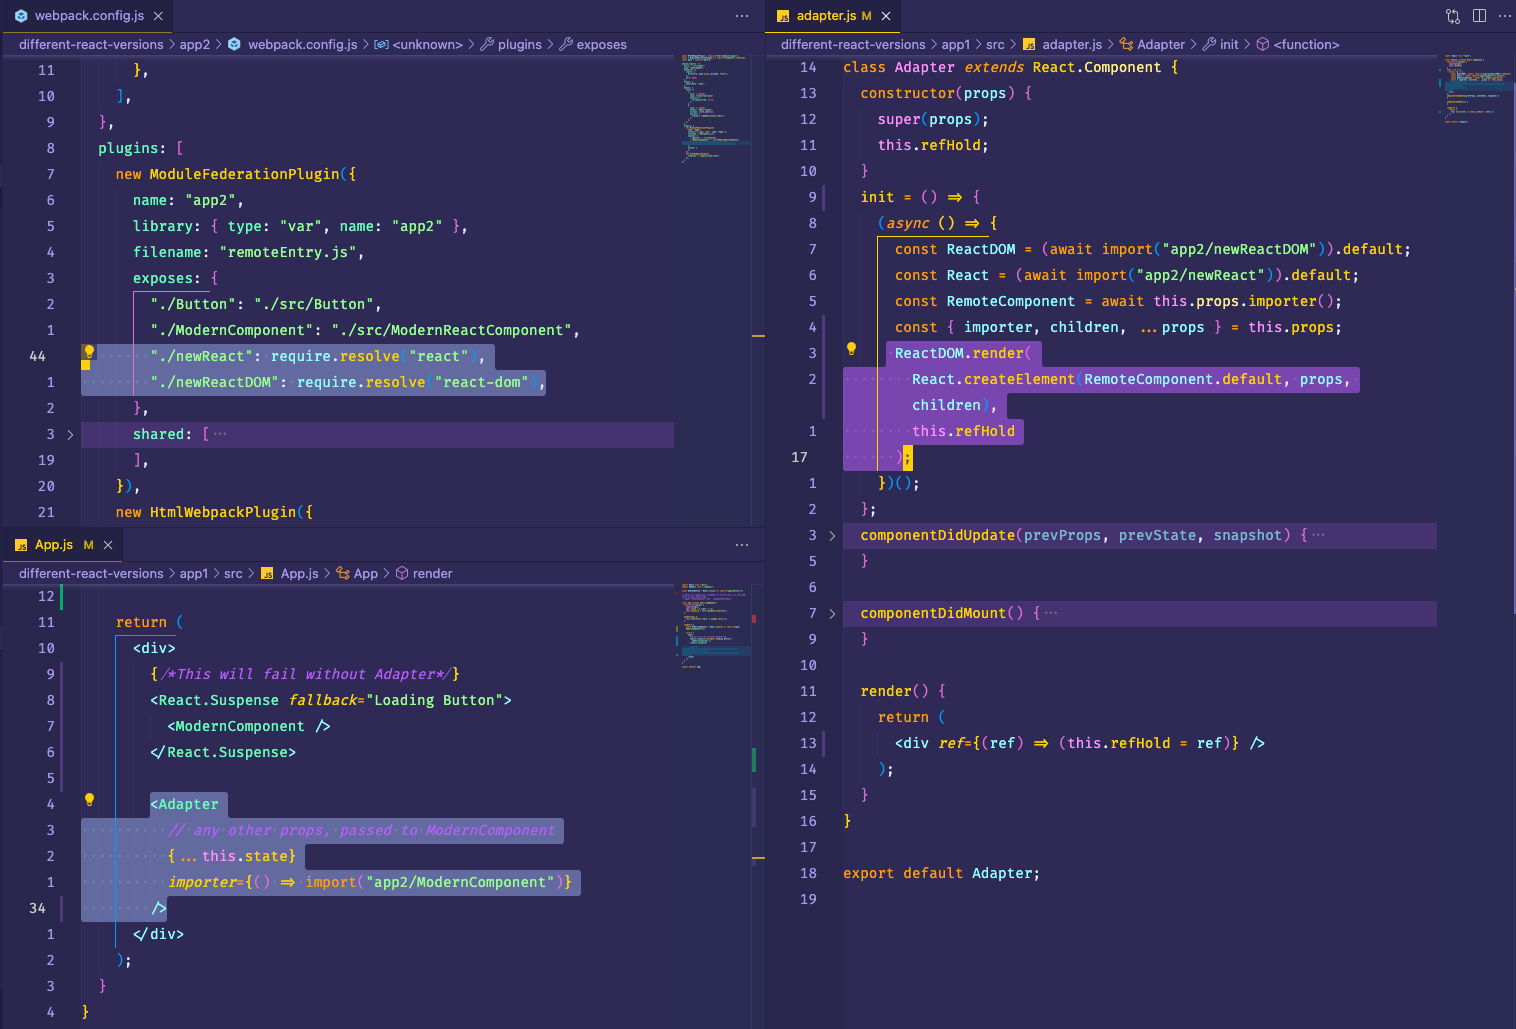 webpack.config.js
different-react-versions > app2 > webpack.config.js > <unknown> > plugins > exposes
11 },
10 ],
9 },
8 plugins: [
7 new ModuleFederationPlugin({
6 name: "app2",
5 library: { type: "var", name: "app2" },
4 filename: "remoteEntry.js",
3 exposes: {
2 "./Button": "./src/Button",
1 "./ModernComponent": "./src/ModernReactComponent",
44 "./newReact": require.resolve("react"),
1 "./newReactDOM": require.resolve("react-dom"),
2 },
3 > shared: [ ···
19 ],
20 }),
21 new HtmlWebpackPlugin({
App.js M
different-react-versions > app1 > src > JS App.js > App > render
12
11 return (
10 <div>
9 {/*This will fail without Adapter*/}
8 <React.Suspense fallback="Loading Button">
7 <ModernComponent />
6 </React.Suspense>
5
4 <Adapter
3 // any other props, passed to ModernComponent
2 {...this.state}
1 importer={() => import("app2/ModernComponent")}
34 />
1 </div>
2 );
3 }
4 }
JS adapter.js M
different-react-versions > app1 > src > JS adapter.js > Adapter > init > <function>
14 class Adapter extends React.Component {
13 constructor(props) {
12 super(props);
11 this.refHold;
10 }
9 init = () => {
8 (async () => {
7 const ReactDOM = (await import("app2/newReactDOM")).default;
6 const React = (await import("app2/newReact")).default;
5 const RemoteComponent = await this.props.importer();
4 const { importer, children, ...props } = this.props;
3 ReactDOM.render(
2 React.createElement(RemoteComponent.default, props,
children),
1 this.refHold
17 );
1 })();
2 };
3 > componentDidUpdate(prevProps, prevState, snapshot) { ···
5 }
6
7 > componentDidMount() { ···
9 }
10
11 render() {
12 return (
13 <div ref={(ref) => (this.refHold = ref)} />
14 );
15 }
16 }
17
18 export default Adapter;
19